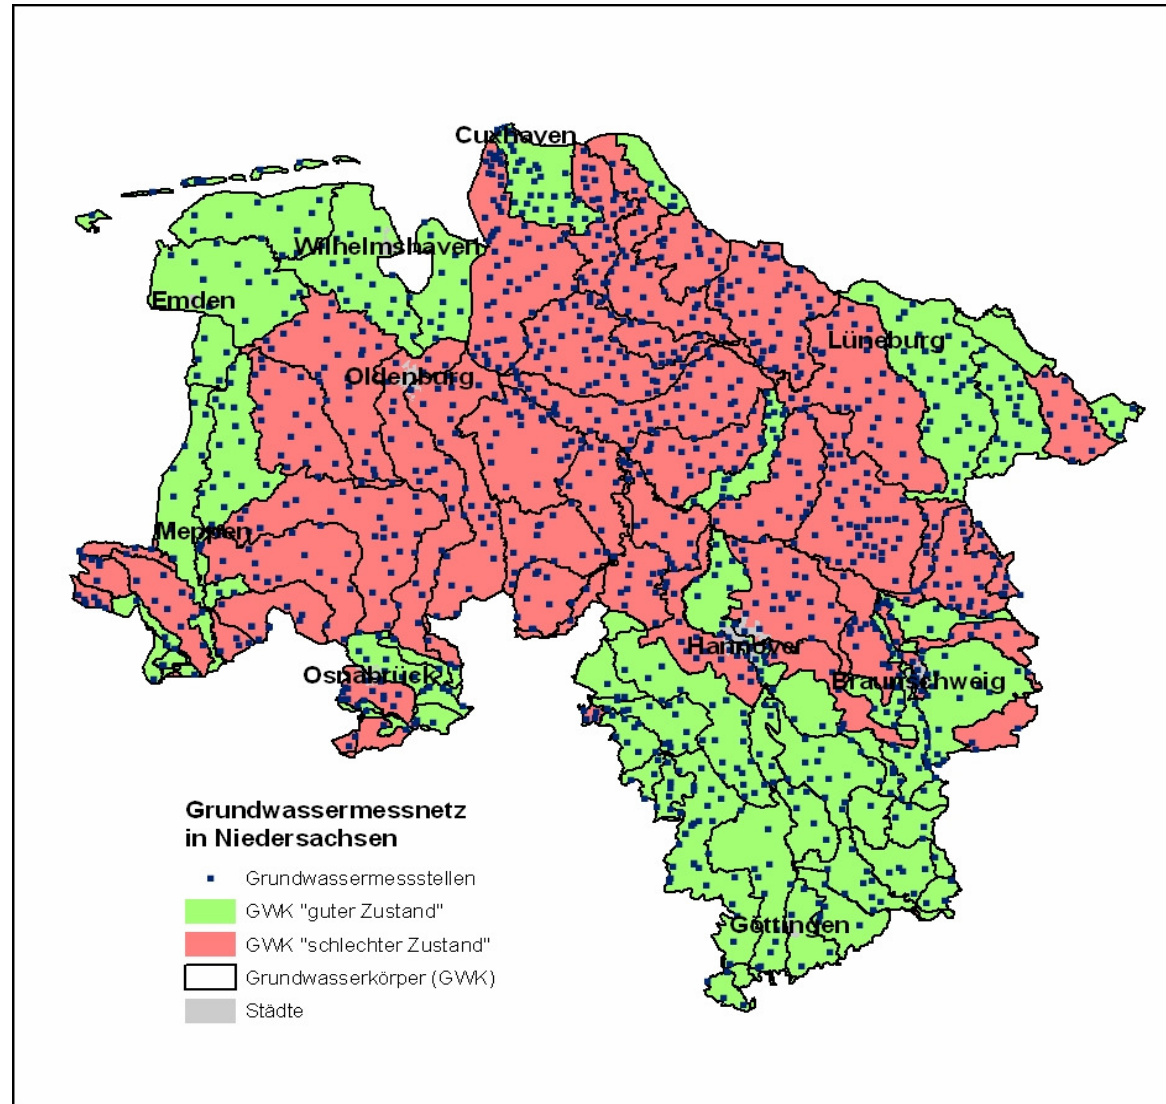 Cuxhaven
Wilhelmshaven
Emden
Lüneburg
Oldenburg
Meppen
Hannover
Osnabrück
Braunschweig
Göttingen
Grundwassermessnetz
in Niedersachsen
Grundwassermessstellen
GWK "guter Zustand"
GWK "schlechter Zustand"
Grundwasserkörper (GWK)
Städte